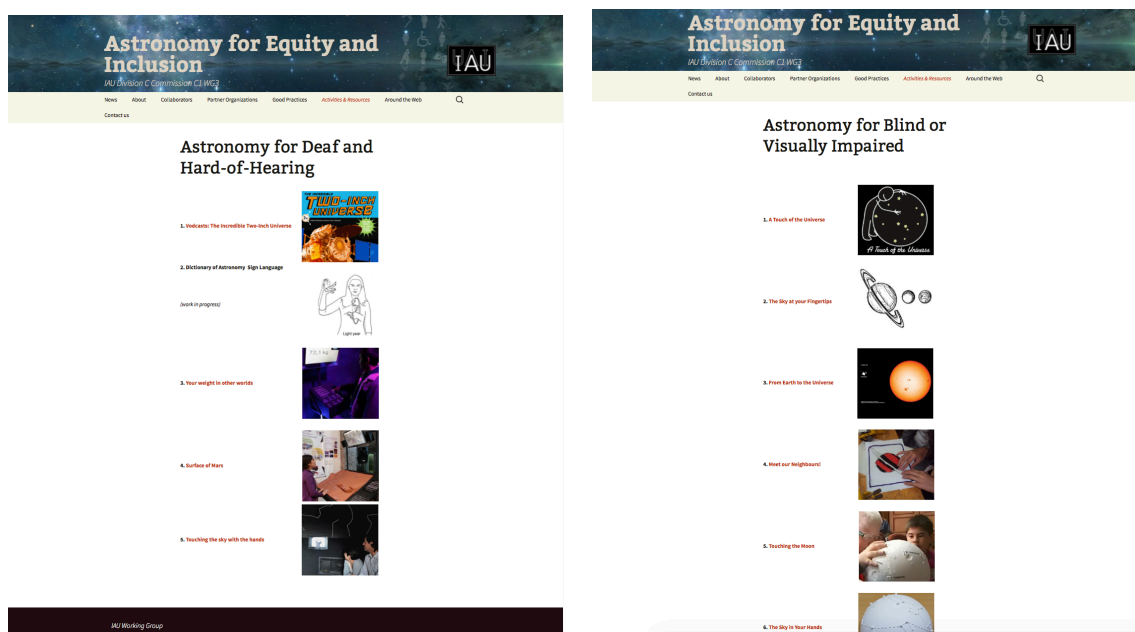 Astronomy for Equity and
Inclusion
IAU Division C Commission C1 WG3
IAU
News About Collaborators Partner Organizations Good Practices Activities & Resources Around the Web
Contact us
Astronomy for Deaf and
Hard-of-Hearing
1. Vodcasts: The Incredible Two-Inch Universe
THE INCREDIBLE
TWO-INCH
UNIVERSE
2. Dictionary of Astronomy Sign Language
(work in progress)
Light year
3. Your weight in other worlds
4. Surface of Mars
5. Touching the sky with the hands
IAU Working Group
Astronomy for Equity and
Inclusion
IAU Division C Commission C1 WG3
IAU
News About Collaborators Partner Organizations Good Practices Activities & Resources Around the Web
Contact us
Astronomy for Blind or
Visually Impaired
1. A Touch of the Universe
A Touch of the Universe
2. The Sky at your Fingertips
3. From Earth to the Universe
4. Meet our Neighbours!
5. Touching the Moon
6. The Sky in Your Hands